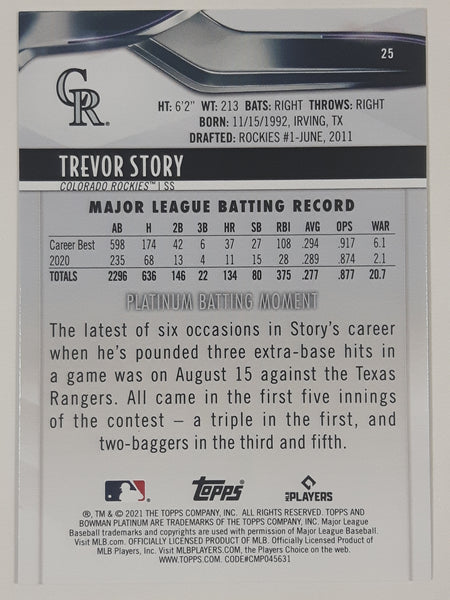 25
CR
HT: 6'2" WT: 213 BATS: RIGHT THROWS: RIGHT
BORN: 11/15/1992, IRVING, TX
DRAFTED: ROCKIES #1-JUNE, 2011
TREVOR STORY
COLORADO ROCKIES™ | SS
MAJOR LEAGUE BATTING RECORD
AB H 2B 3B HR SB RBI AVG OPS WAR
Career Best 598 174 42 6 37 27 108 .294 .917 6.1
2020 235 68 13 4 11 15 28 .289 .874 2.1
TOTALS 2296 636 146 22 134 80 375 .277 .877 20.7
PLATINUM BATTING MOMENT
The latest of six occasions in Story's career
when he's pounded three extra-base hits in
a game was on August 15 against the Texas
Rangers. All came in the first five innings
of the contest – a triple in the first, and
two-baggers in the third and fifth.
topps
MLB PLAYERS
®, TM & © 2021 THE TOPPS COMPANY, INC. ALL RIGHTS RESERVED. TOPPS AND
BOWMAN PLATINUM ARE TRADEMARKS OF THE TOPPS COMPANY, INC. Major League
Baseball trademarks and copyrights are used with permission of Major League Baseball.
Visit MLB.com. OFFICIALLY LICENSED PRODUCT OF MLB. Officially Licensed Product of
MLB Players, Inc. Visit MLBPLAYERS.com, the Players Choice on the web.
WWW.TOPPS.COM. CODE#CMP045631